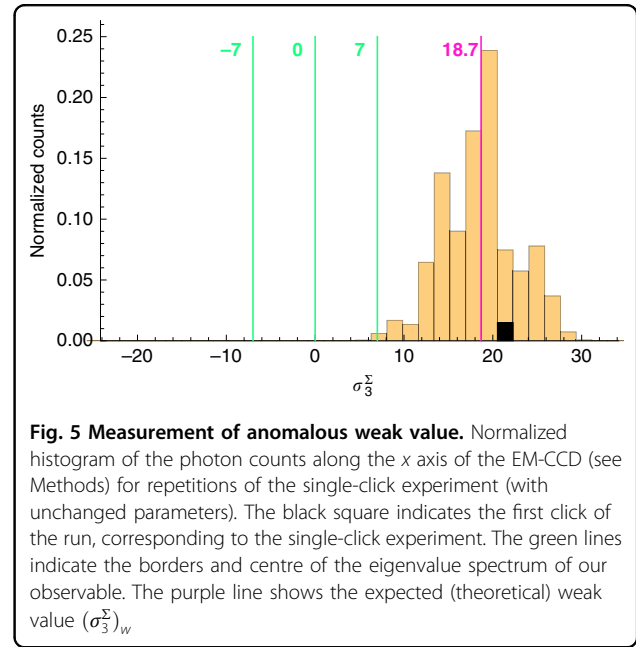 0.25
0.20
0.15
0.10
0.05
0.00
Normalized counts
−7
0
7
18.7
−20
−10
0
10
20
30
σ₃^Σ
Fig. 5 Measurement of anomalous weak value. Normalized
histogram of the photon counts along the x axis of the EM-CCD (see
Methods) for repetitions of the single-click experiment (with
unchanged parameters). The black square indicates the first click of
the run, corresponding to the single-click experiment. The green lines
indicate the borders and centre of the eigenvalue spectrum of our
observable. The purple line shows the expected (theoretical) weak
value (σ₃^Σ)_w